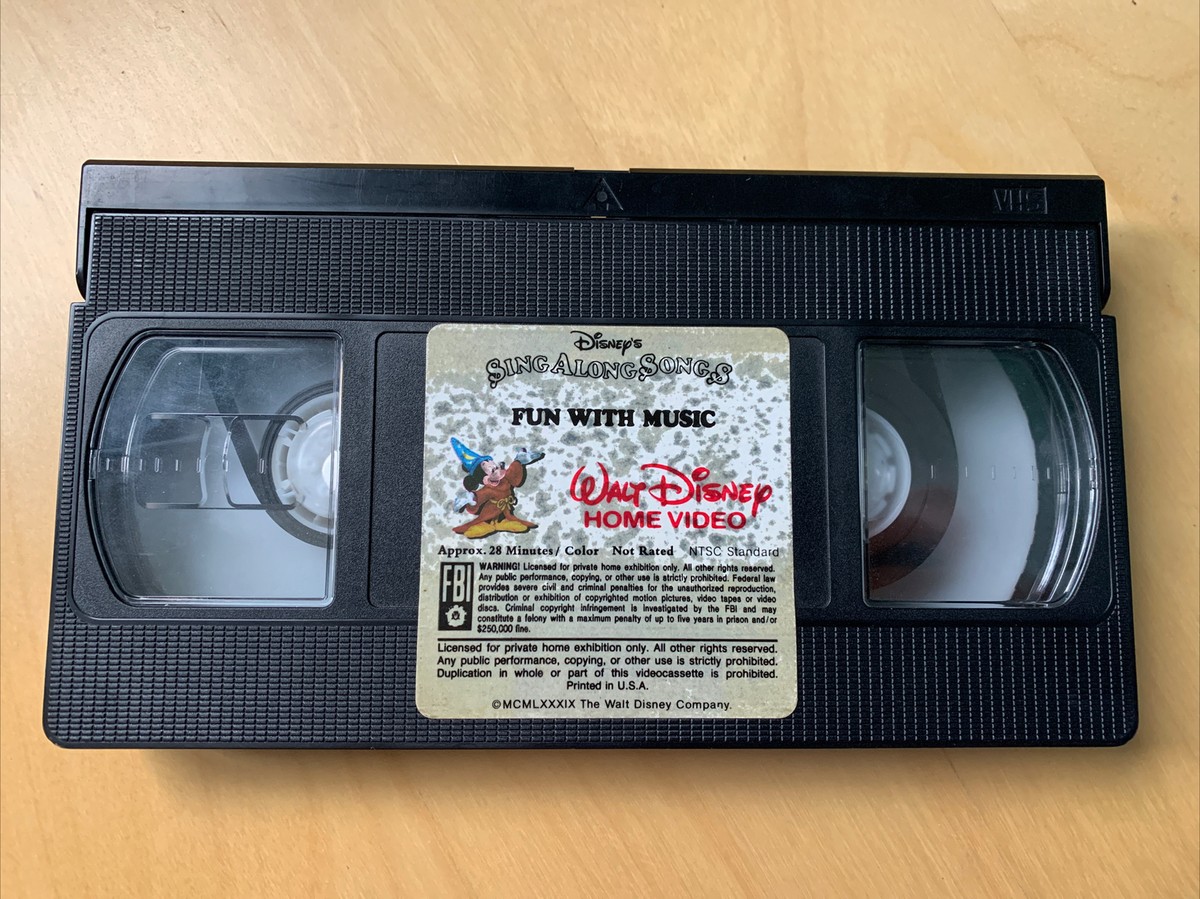 VHS
Disney's
Sing Along Songs
FUN WITH MUSIC
Walt Disney
HOME VIDEO
Approx. 28 Minutes / Color Not Rated NTSC Standard
FBI
WARNING! Licensed for private home exhibition only. All other rights reserved.
Any public performance, copying, or other use is strictly prohibited. Federal law
provides severe civil and criminal penalties for the unauthorized reproduction,
distribution or exhibition of copyrighted motion pictures, video tapes or video
discs. Criminal copyright infringement is investigated by the FBI and may
constitute a felony with a maximum penalty of up to five years in prison and/or
$250,000 fine.
Licensed for private home exhibition only. All other rights reserved.
Any public performance, copying, or other use is strictly prohibited.
Duplication in whole or part of this videocassette is prohibited.
Printed in U.S.A.
©MCMLXXXIX The Walt Disney Company.